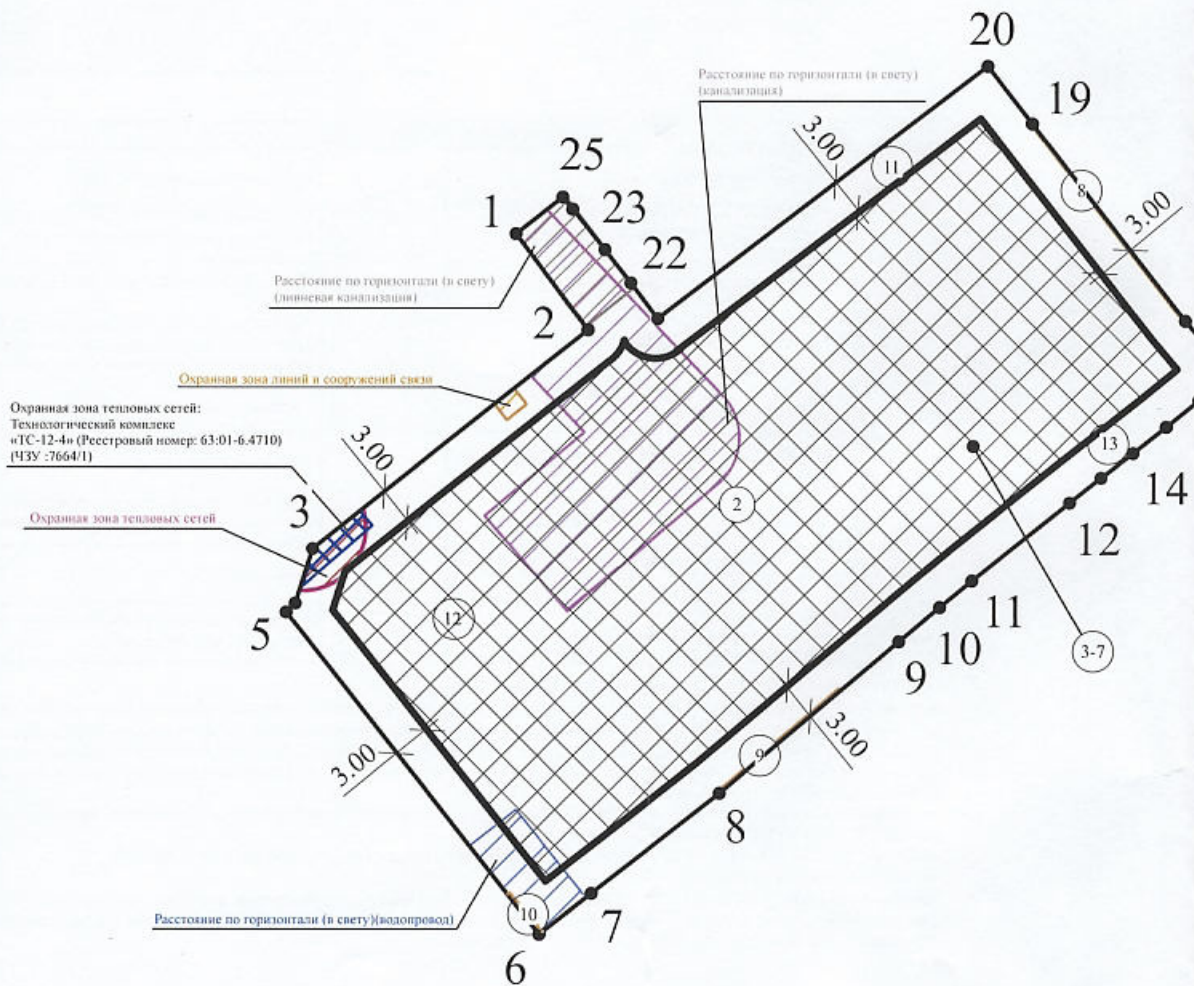 20
Расстояние по горизонтали (в свету)
(канализация)
19
3.00
11
25
8
1
23
3.00
22
Расстояние по горизонтали (в свету)
(ливневая канализация)
2
Охранная зона линий и сооружений связи
Охранная зона тепловых сетей:
Технологический комплекс
«ТС-12-4» (Реестровый номер: 63:01-6.4710)
(ЧЗУ :7664/1)
3.00
13
14
3
2
12
Охранная зона тепловых сетей
11
12
5
10
3-7
9
3.00
3.00
9
8
Расстояние по горизонтали (в свету)(водопровод)
10
7
6